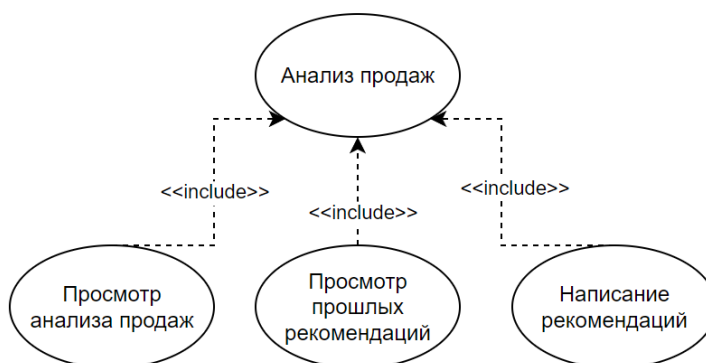 Анализ продаж
<<include>>
<<include>>
<<include>>
Просмотр
анализа продаж
Просмотр
прошлых
рекомендаций
Написание
рекомендаций